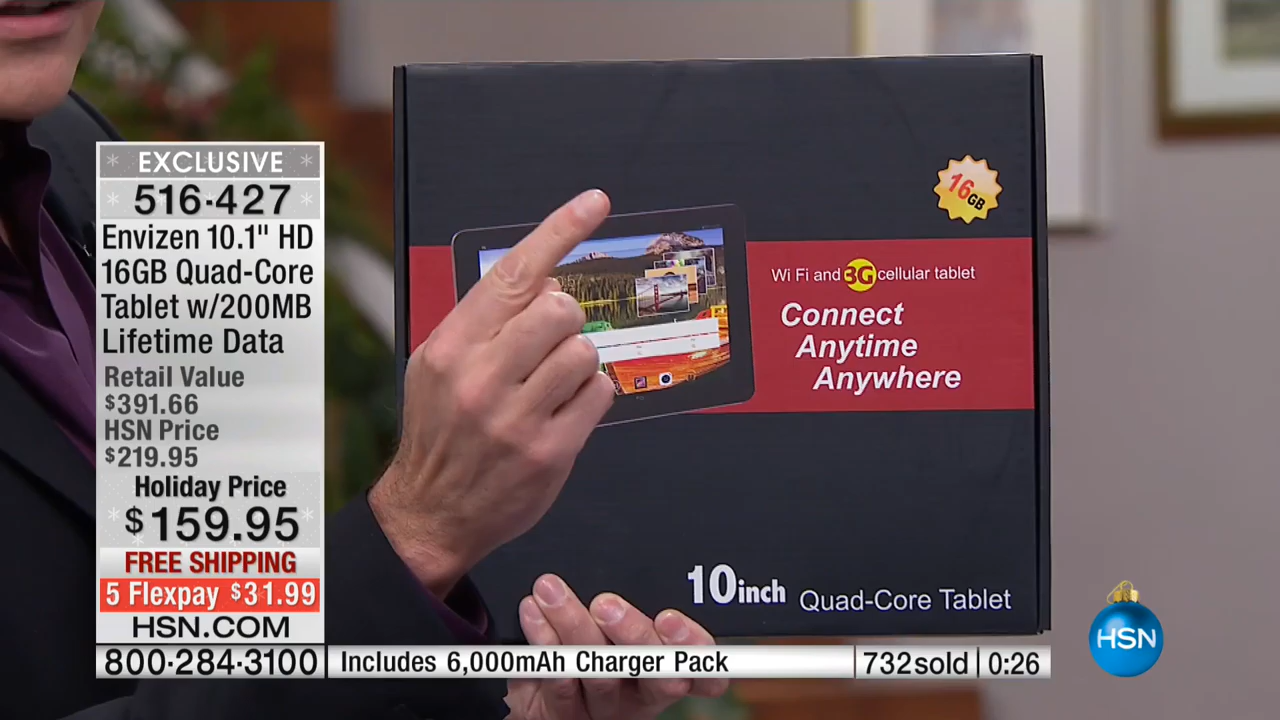 EXCLUSIVE
516-427
Envizen 10.1" HD
16GB Quad-Core
Tablet w/200MB
Lifetime Data
Retail Value
$391.66
HSN Price
$219.95
Holiday Price
$159.95
FREE SHIPPING
5 Flexpay $31.99
HSN.COM
800-284-3100
Includes 6,000mAh Charger Pack
732sold
0:26
16GB
Wi Fi and 3G cellular tablet
Connect
Anytime
Anywhere
10inch
Quad-Core Tablet
HSN